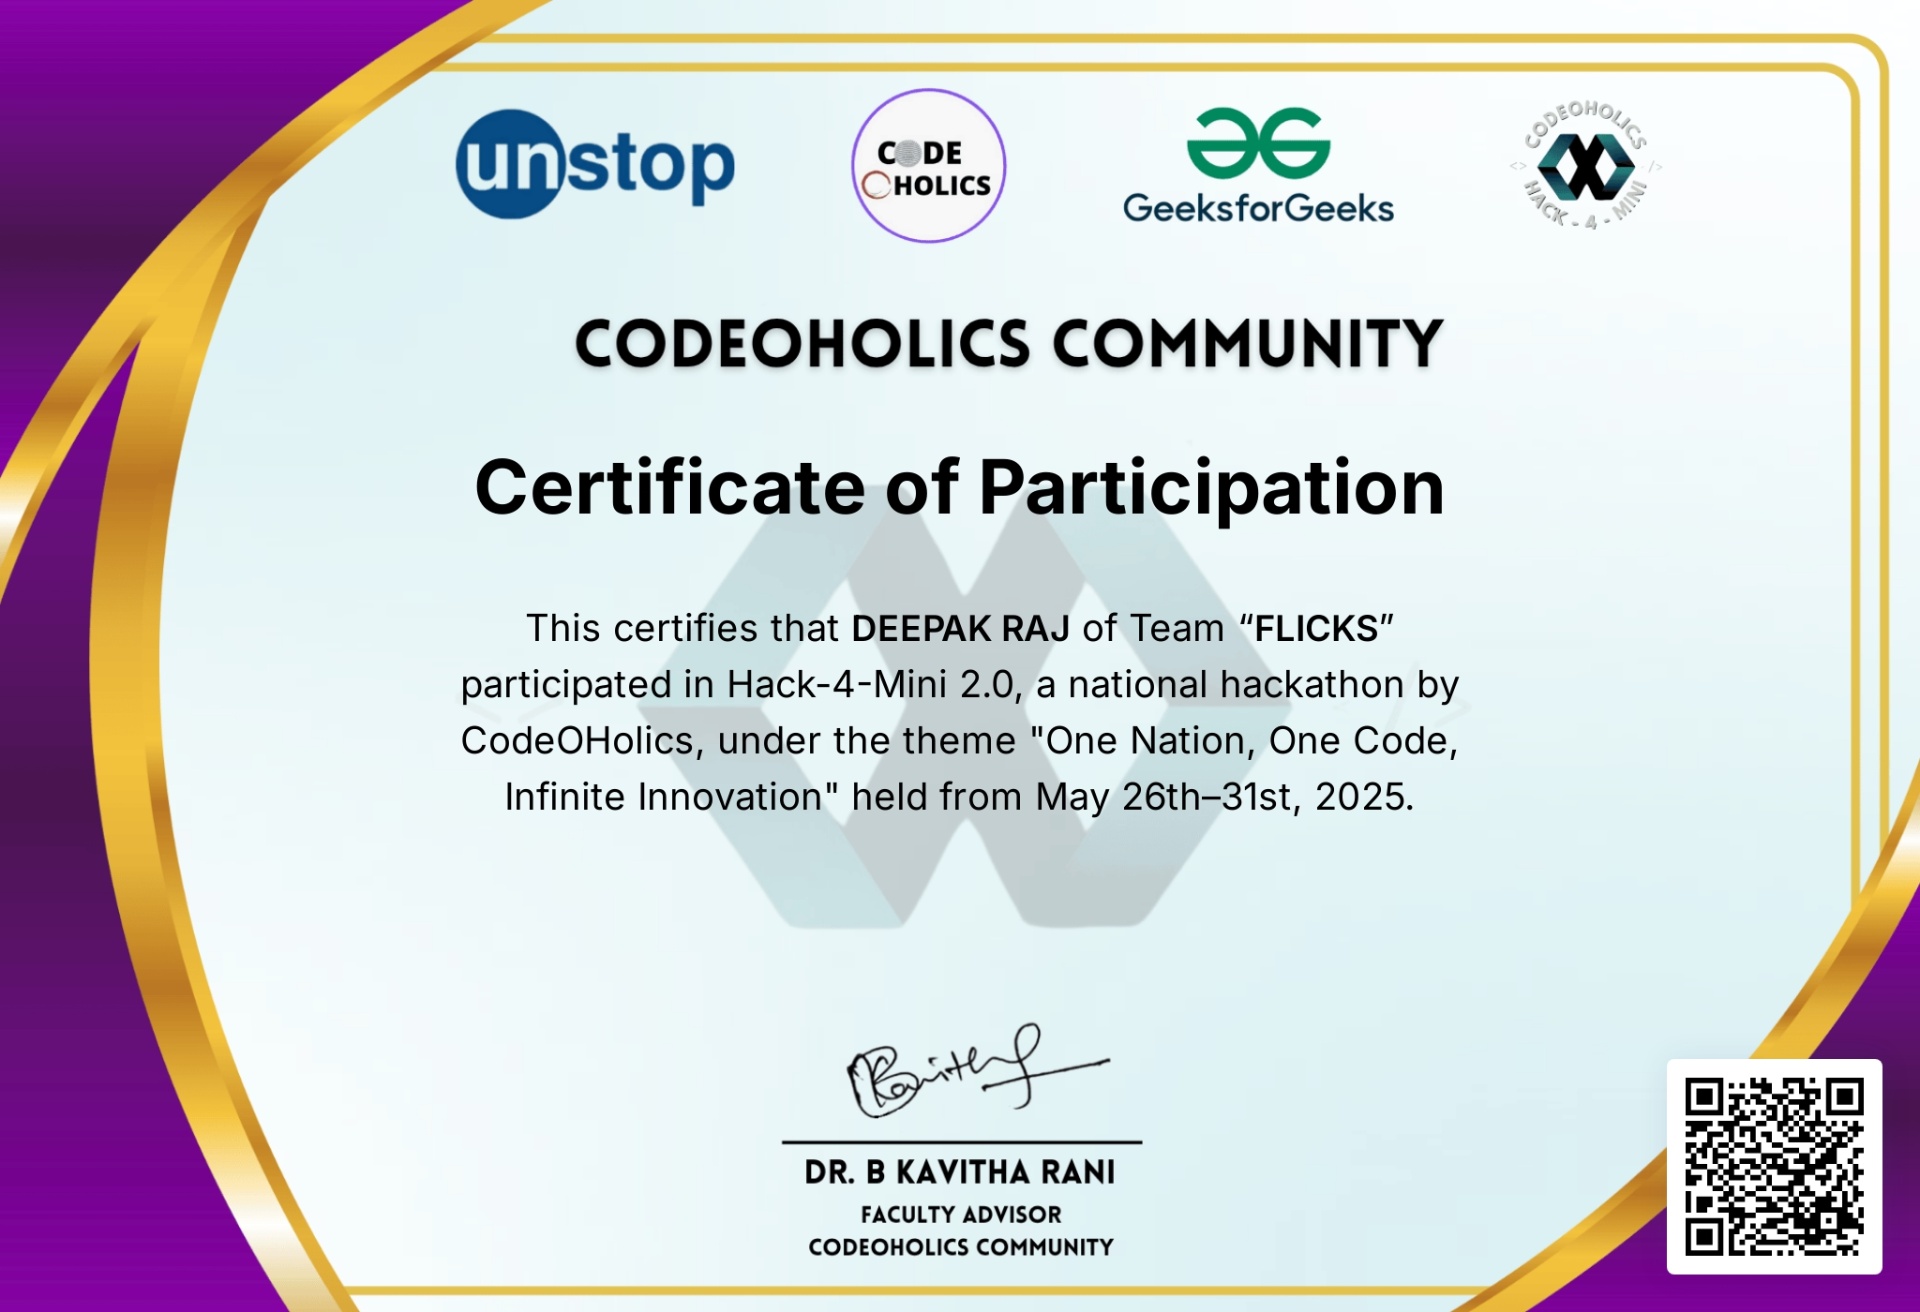 unstop
CODE
OHOLICS
GeeksforGeeks
CODEOHOLICS
<> />
HACK - 4 - MINI
CODEOHOLICS COMMUNITY
Certificate of Participation
This certifies that DEEPAK RAJ of Team “FLICKS”
participated in Hack-4-Mini 2.0, a national hackathon by
CodeOHolics, under the theme "One Nation, One Code,
Infinite Innovation" held from May 26th–31st, 2025.
DR. B KAVITHA RANI
FACULTY ADVISOR
CODEOHOLICS COMMUNITY